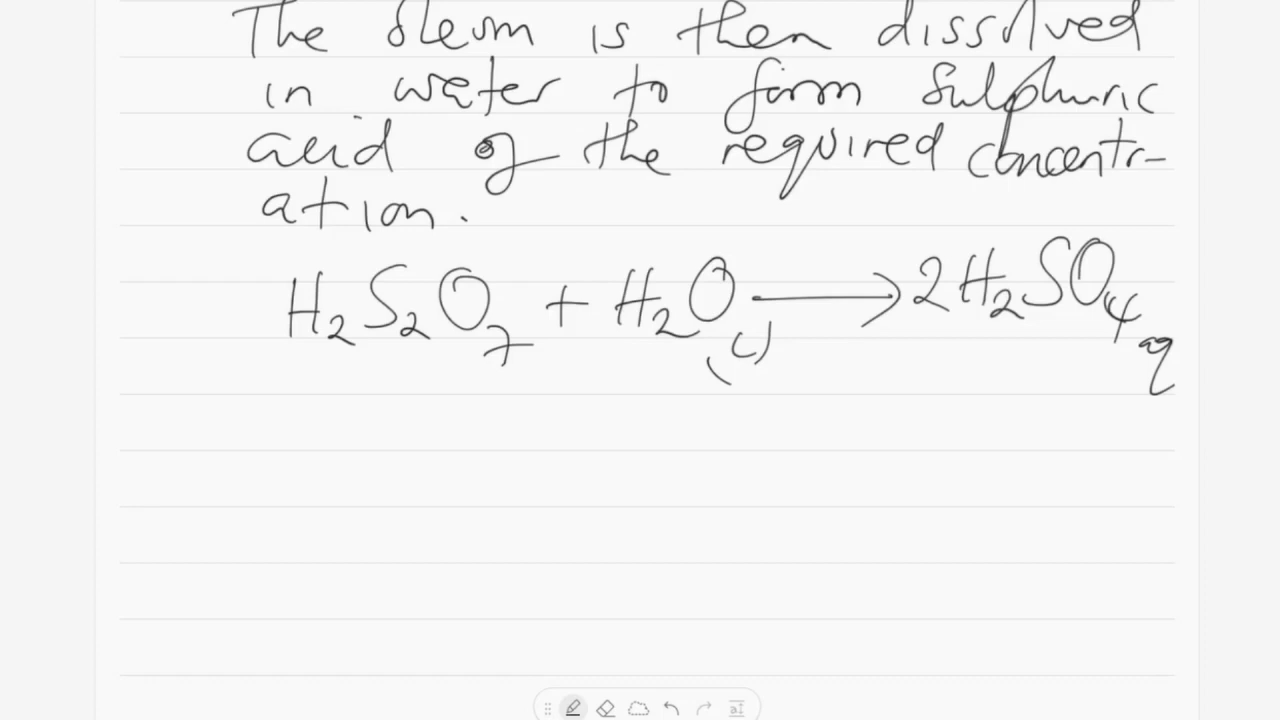 The oleum is then dissolved
in water to form Sulphuric
acid of the required concentr-
ation.
H₂S₂O₇ + H₂O(l) → 2H₂SO₄ aq